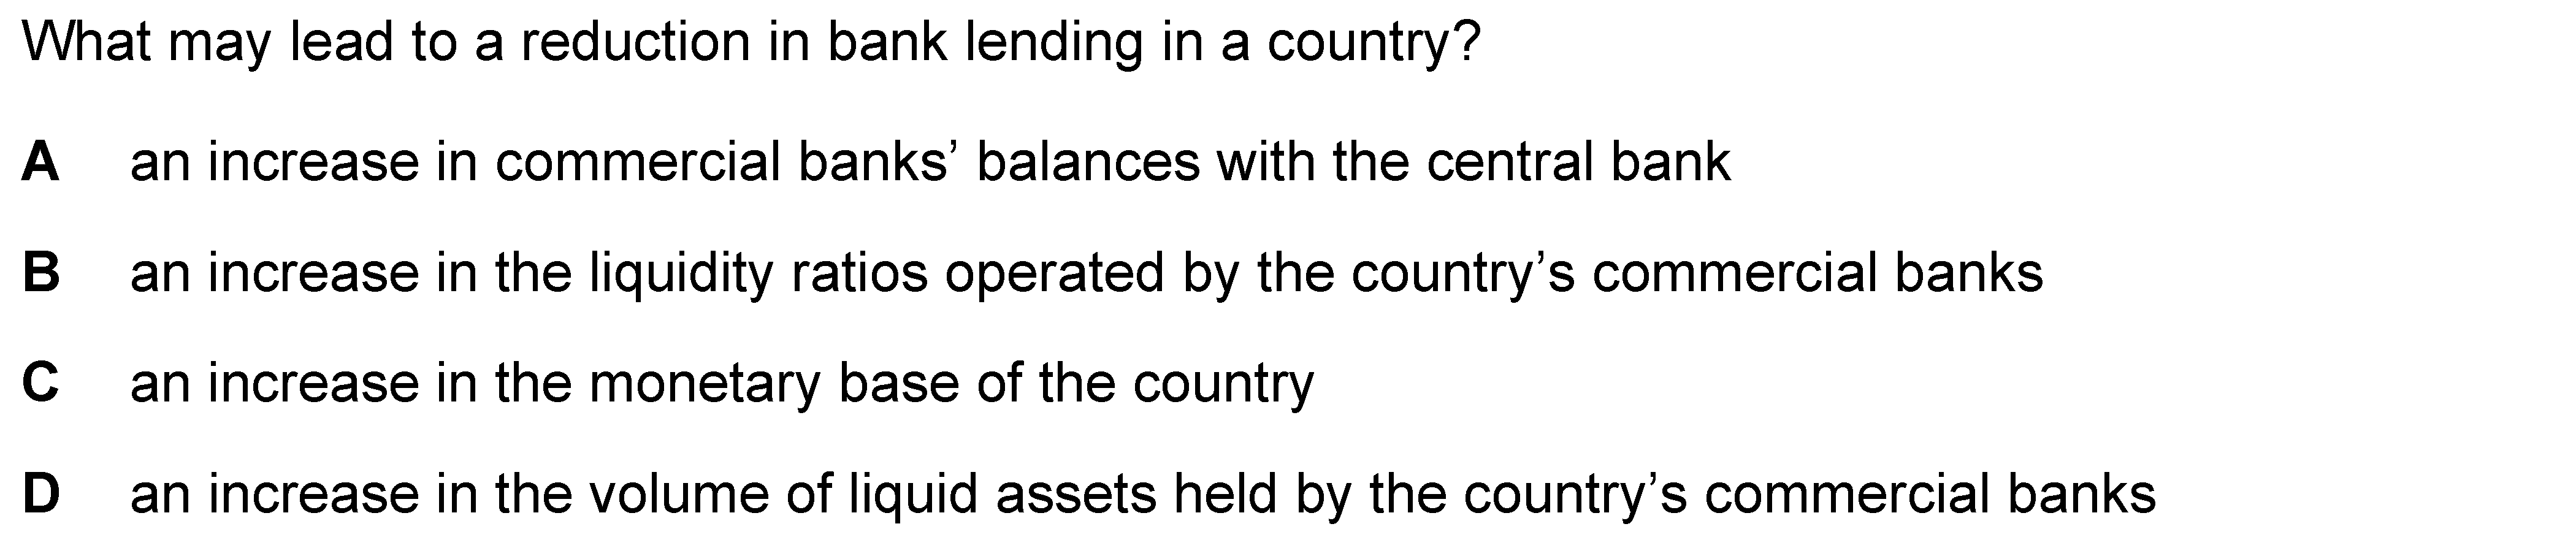 What may lead to a reduction in bank lending in a country?
A an increase in commercial banks’ balances with the central bank
B an increase in the liquidity ratios operated by the country’s commercial banks
C an increase in the monetary base of the country
D an increase in the volume of liquid assets held by the country’s commercial banks